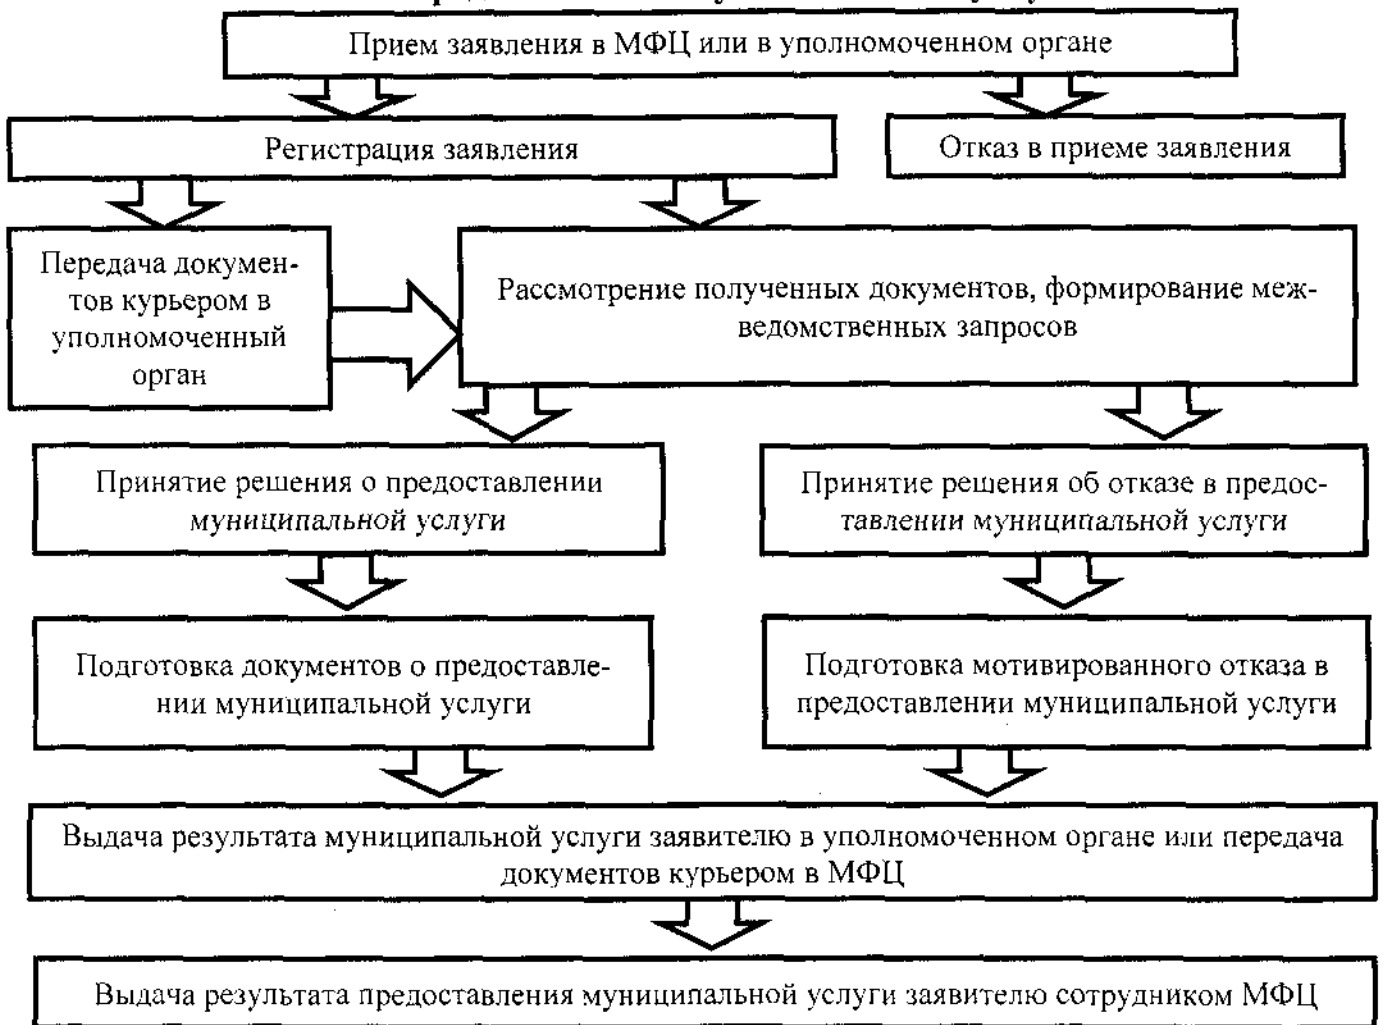 Прием заявления в МФЦ или в уполномоченном органе
Регистрация заявления
Отказ в приеме заявления
Передача докумен-
тов курьером в
уполномоченный
орган
Рассмотрение полученных документов, формирование меж-
ведомственных запросов
Принятие решения о предоставлении
муниципальной услуги
Принятие решения об отказе в предос-
тавлении муниципальной услуги
Подготовка документов о предоставле-
нии муниципальной услуги
Подготовка мотивированного отказа в
предоставлении муниципальной услуги
Выдача результата муниципальной услуги заявителю в уполномоченном органе или передача
документов курьером в МФЦ
Выдача результата предоставления муниципальной услуги заявителю сотрудником МФЦ